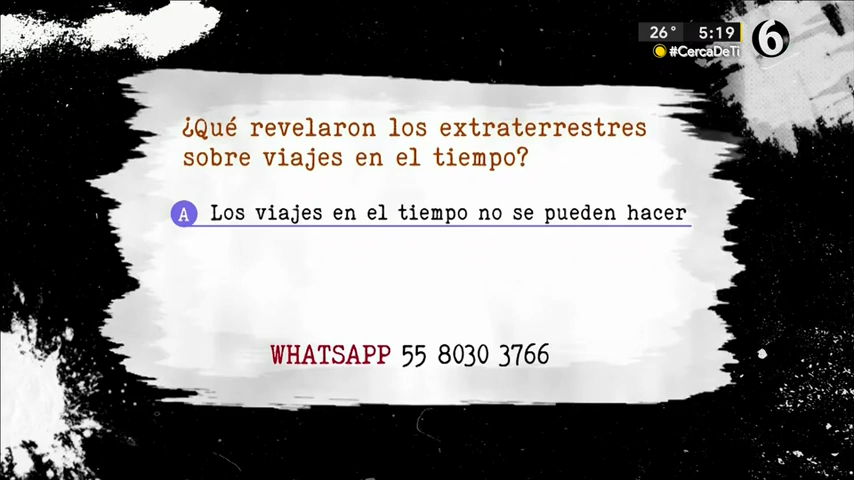 26° 5:19 6
#CercaDeTi
¿Qué revelaron los extraterrestres
sobre viajes en el tiempo?
A Los viajes en el tiempo no se pueden hacer
WHATSAPP 55 8030 3766